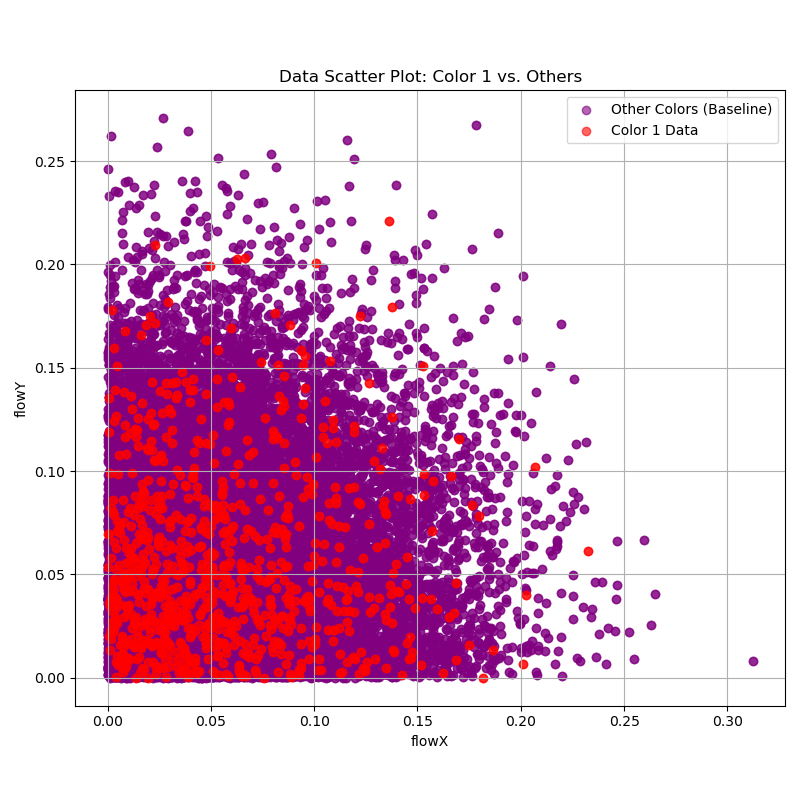 Data Scatter Plot: Color 1 vs. Others
Other Colors (Baseline)
Color 1 Data
flowY
0.25
0.20
0.15
0.10
0.05
0.00
0.00 0.05 0.10 0.15 0.20 0.25 0.30
flowX